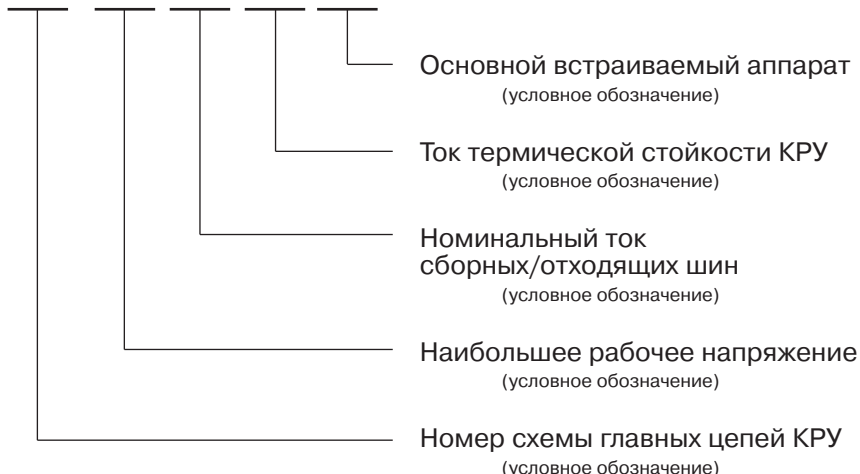 Основной встраиваемый аппарат
(условное обозначение)
Ток термической стойкости КРУ
(условное обозначение)
Номинальный ток
сборных/отходящих шин
(условное обозначение)
Наибольшее рабочее напряжение
(условное обозначение)
Номер схемы главных цепей КРУ
(условное обозначение)